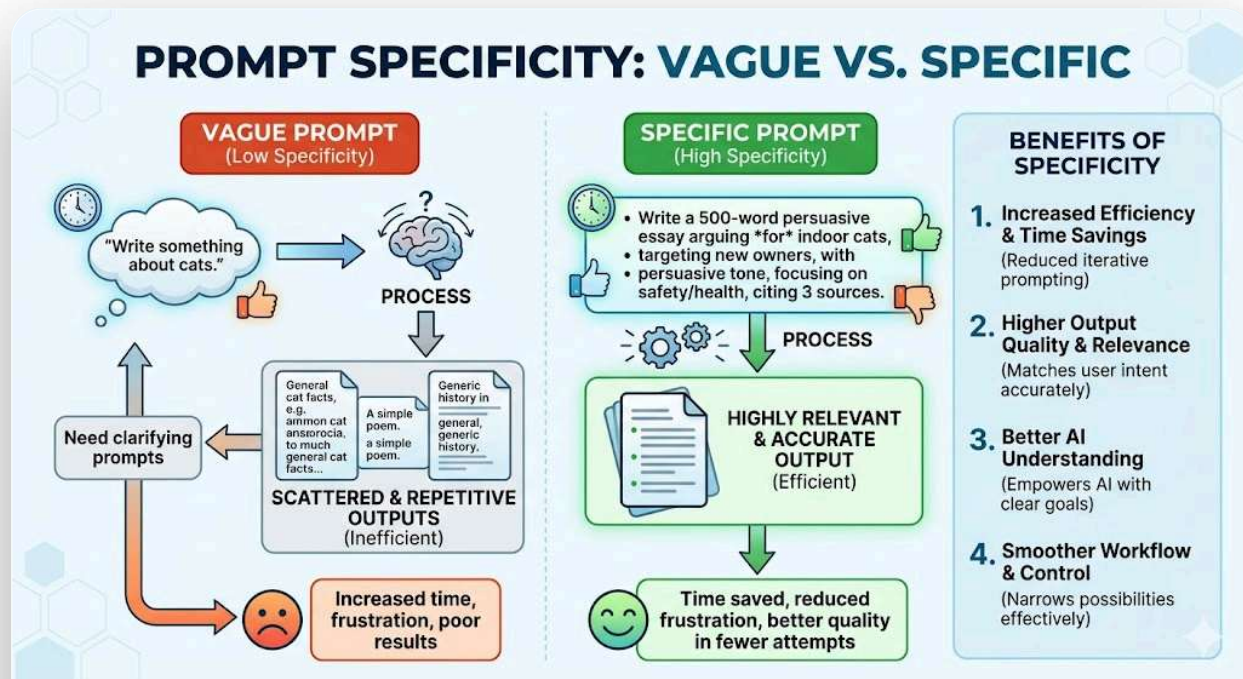 PROMPT SPECIFICITY: VAGUE VS. SPECIFIC
VAGUE PROMPT
(Low Specificity)
"Write something
about cats."
?
PROCESS
General
cat facts,
e.g.
ammon cat
ansrorocia,
to much
general cat
facts...
A simple
poem.
a simple
poem.
Generic
history in
general,
generic
history.
SCATTERED & REPETITIVE
OUTPUTS
(Inefficient)
Need clarifying
prompts
Increased time,
frustration, poor
results
SPECIFIC PROMPT
(High Specificity)
• Write a 500-word persuasive
essay arguing *for* indoor cats,
• targeting new owners, with
• persuasive tone, focusing on
safety/health, citing 3 sources.
PROCESS
HIGHLY RELEVANT
& ACCURATE
OUTPUT
(Efficient)
Time saved, reduced
frustration, better quality
in fewer attempts
BENEFITS OF
SPECIFICITY
1. Increased Efficiency
& Time Savings
(Reduced iterative
prompting)
2. Higher Output
Quality & Relevance
(Matches user intent
accurately)
3. Better AI
Understanding
(Empowers AI with
clear goals)
4. Smoother Workflow
& Control
(Narrows possibilities
effectively)